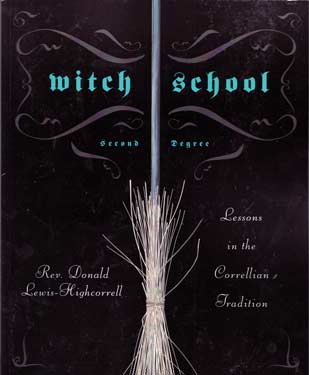 witch school
Second Degree
Lessons
in the
Correllian
Tradition
Rev. Donald
Lewis-Highcorrell